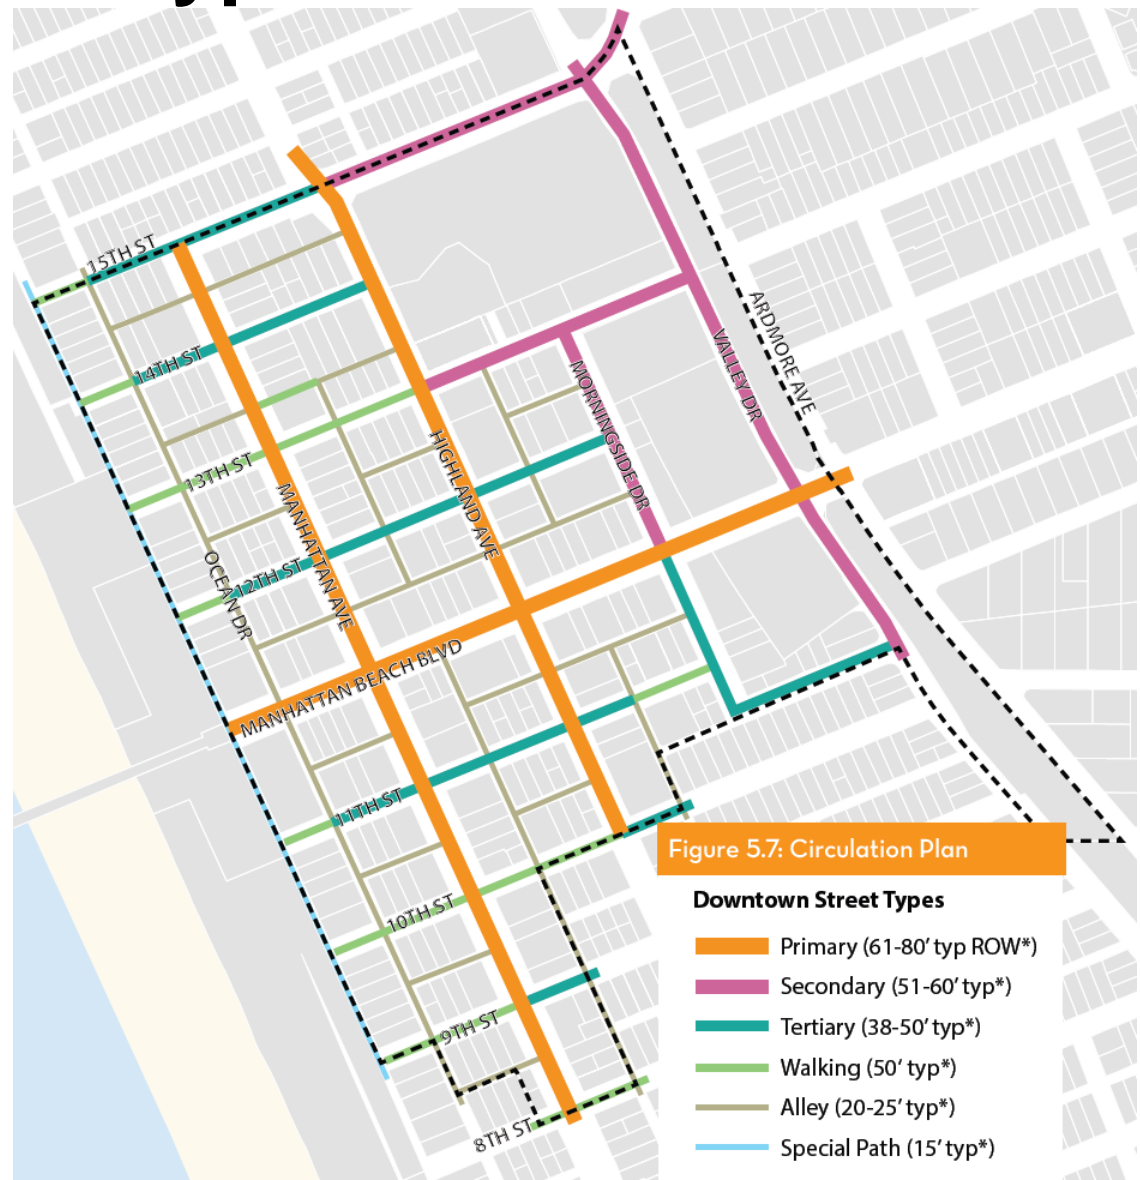 15TH ST
ARDMORE AVE
VALLEY DR
14TH ST
MORNINGSIDE DR
HIGHLAND AVE
13TH ST
MANHATTAN AVE
OCEAN DR
12TH ST
MANHATTAN BEACH BLVD
11TH ST
10TH ST
9TH ST
8TH ST
Figure 5.7: Circulation Plan
Downtown Street Types
Primary (61-80' typ ROW*)
Secondary (51-60' typ*)
Tertiary (38-50' typ*)
Walking (50' typ*)
Alley (20-25' typ*)
Special Path (15' typ*)